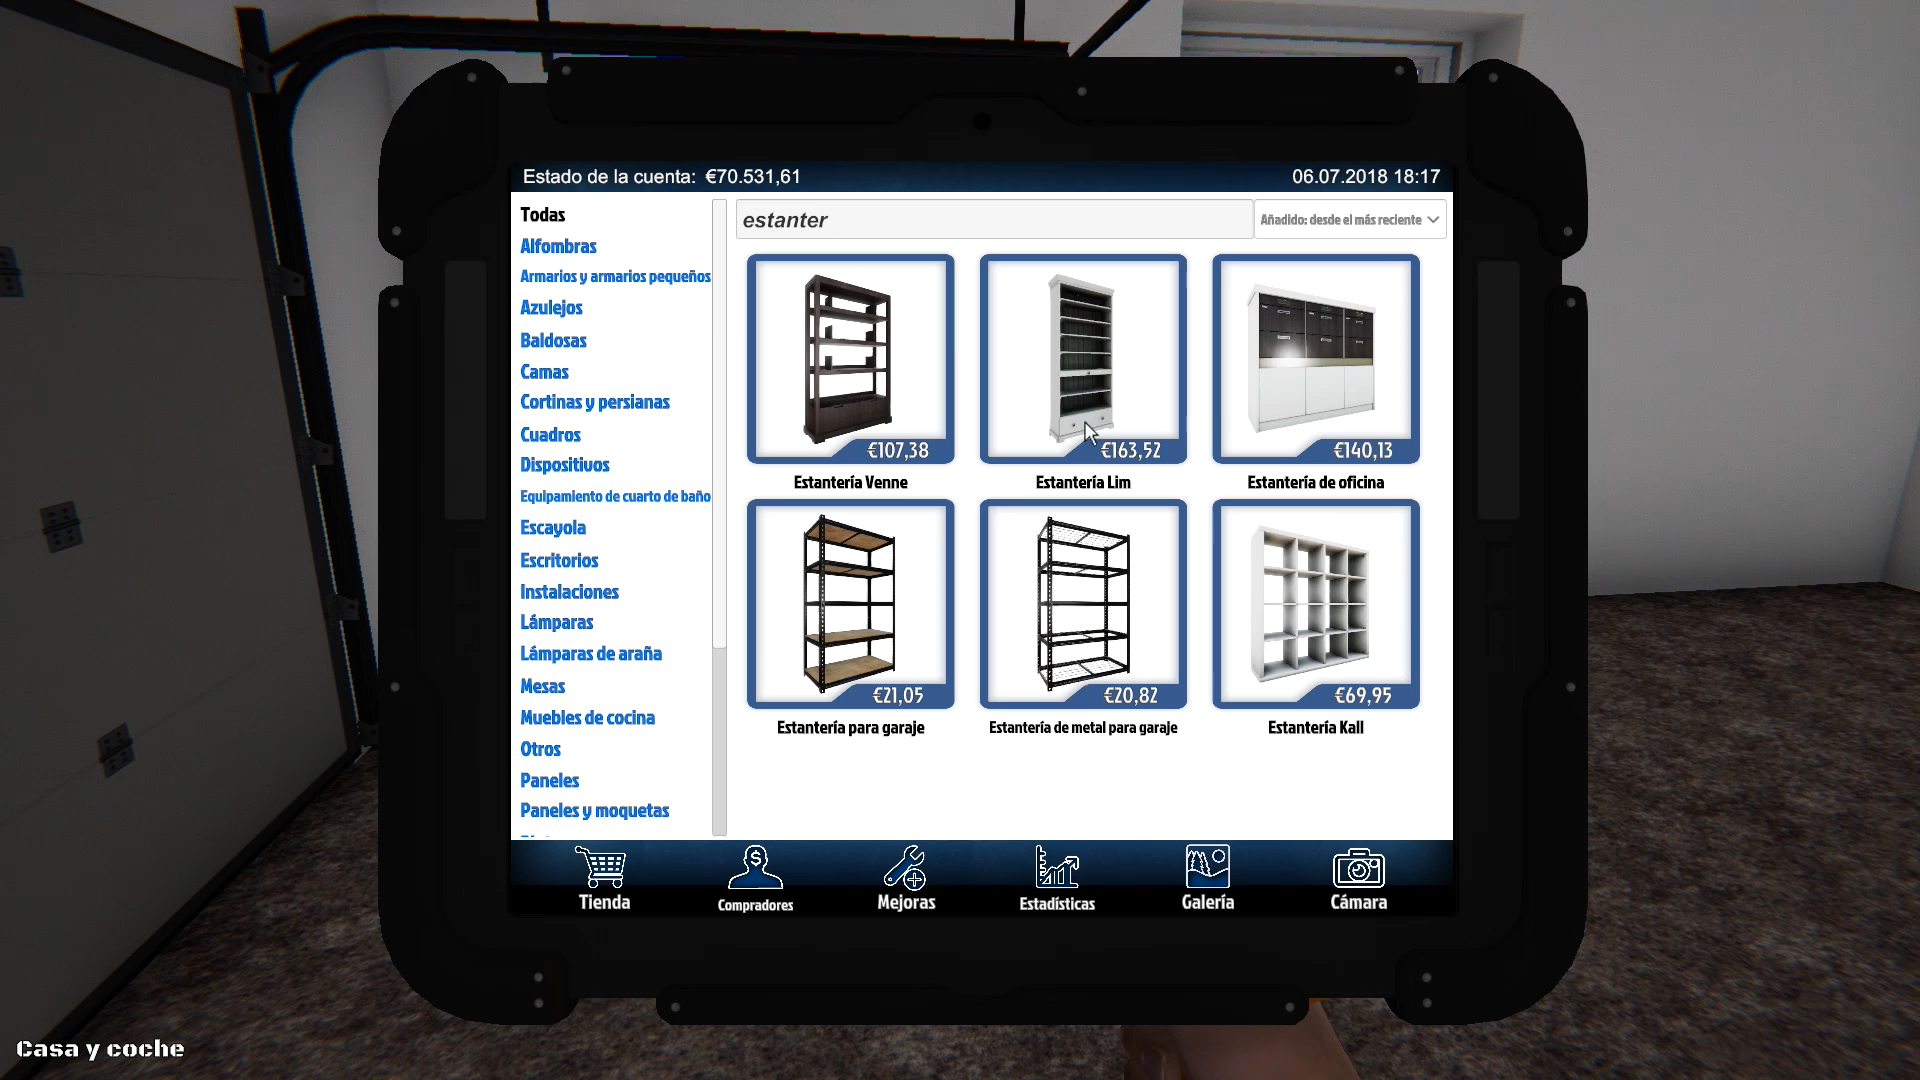 Estado de la cuenta: €70.531,61
06.07.2018 18:17
Todas
Alfombras
Armarios y armarios pequeños
Azulejos
Baldosas
Camas
Cortinas y persianas
Cuadros
Dispositivos
Equipamiento de cuarto de baño
Escayola
Escritorios
Instalaciones
Lámparas
Lámparas de araña
Mesas
Muebles de cocina
Otros
Paneles
Paneles y moquetas
estanter
Añadido: desde el más reciente
€107,38
€163,52
€140,13
Estantería Venne
Estantería Lim
Estantería de oficina
€21,05
€20,82
€69,95
Estantería para garaje
Estantería de metal para garaje
Estantería Kall
Tienda
Compradores
Mejoras
Estadísticas
Galería
Cámara
Casa y coche